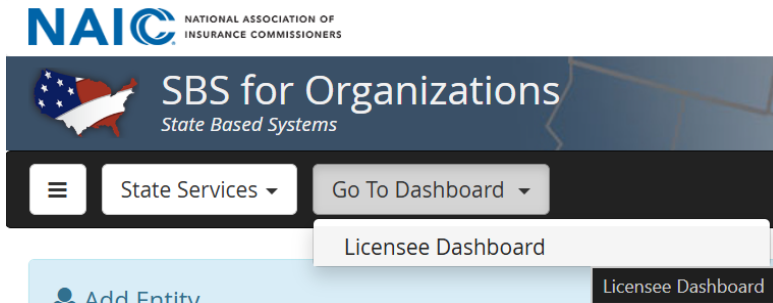 NAIC NATIONAL ASSOCIATION OF
INSURANCE COMMISSIONERS
SBS for Organizations
State Based Systems
State Services
Go To Dashboard
Licensee Dashboard
Licensee Dashboard
Add Entity